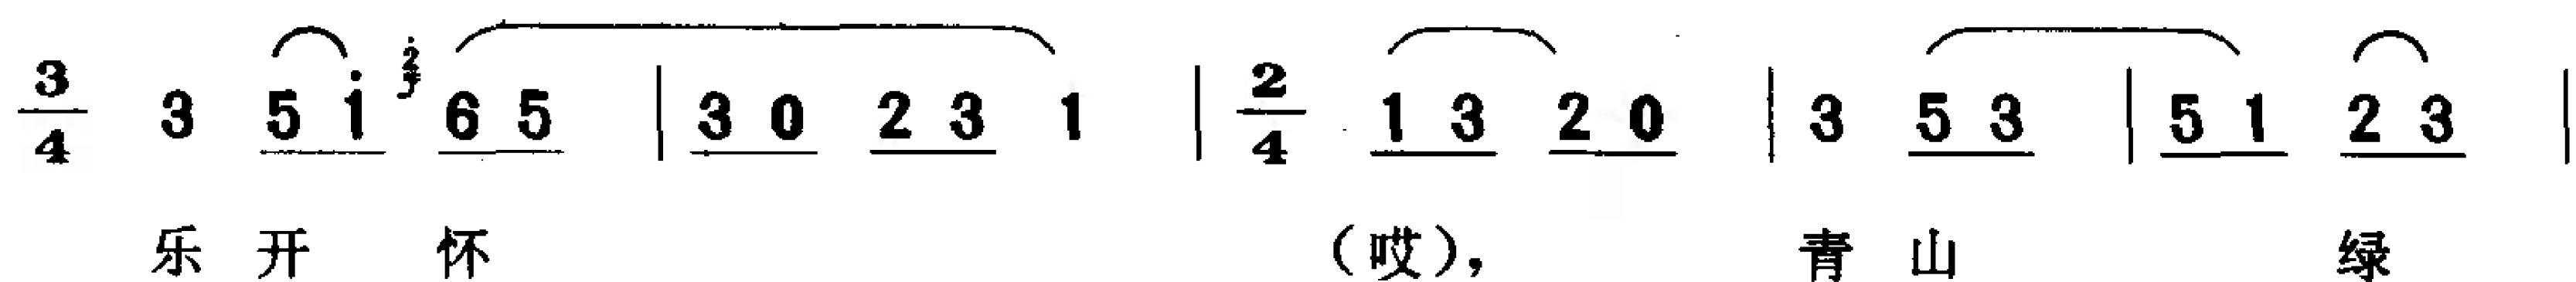 3/4 3 5 i 2 6 5 | 3 0 2 3 1 | 2/4 1 3 2 0 | 3 5 3 | 5 1 2 3 |
乐 开 怀 （哎）， 青 山 绿